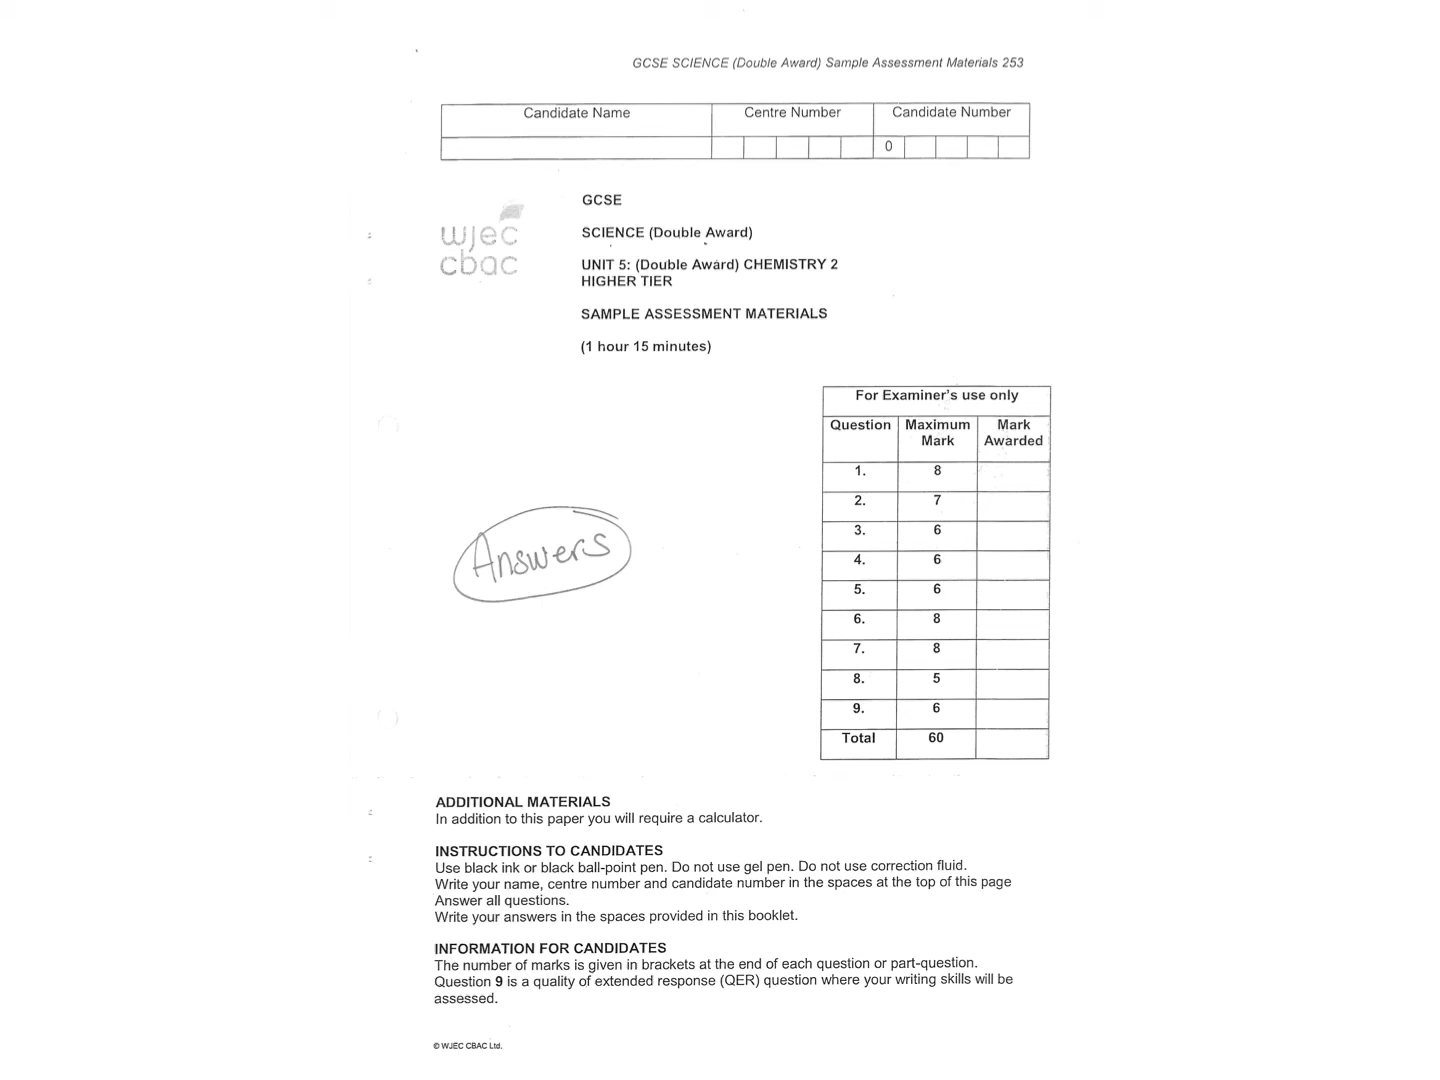 GCSE SCIENCE (Double Award) Sample Assessment Materials 253
Candidate Name Centre Number Candidate Number
0
wjec
cbac
GCSE
SCIENCE (Double Award)
UNIT 5: (Double Award) CHEMISTRY 2
HIGHER TIER
SAMPLE ASSESSMENT MATERIALS
(1 hour 15 minutes)
For Examiner's use only
Question Maximum Mark Mark Awarded
1. 8
2. 7
3. 6
4. 6
5. 6
6. 8
7. 8
8. 5
9. 6
Total 60
Answers
ADDITIONAL MATERIALS
In addition to this paper you will require a calculator.
INSTRUCTIONS TO CANDIDATES
Use black ink or black ball-point pen. Do not use gel pen. Do not use correction fluid.
Write your name, centre number and candidate number in the spaces at the top of this page
Answer all questions.
Write your answers in the spaces provided in this booklet.
INFORMATION FOR CANDIDATES
The number of marks is given in brackets at the end of each question or part-question.
Question 9 is a quality of extended response (QER) question where your writing skills will be
assessed.
© WJEC CBAC Ltd.